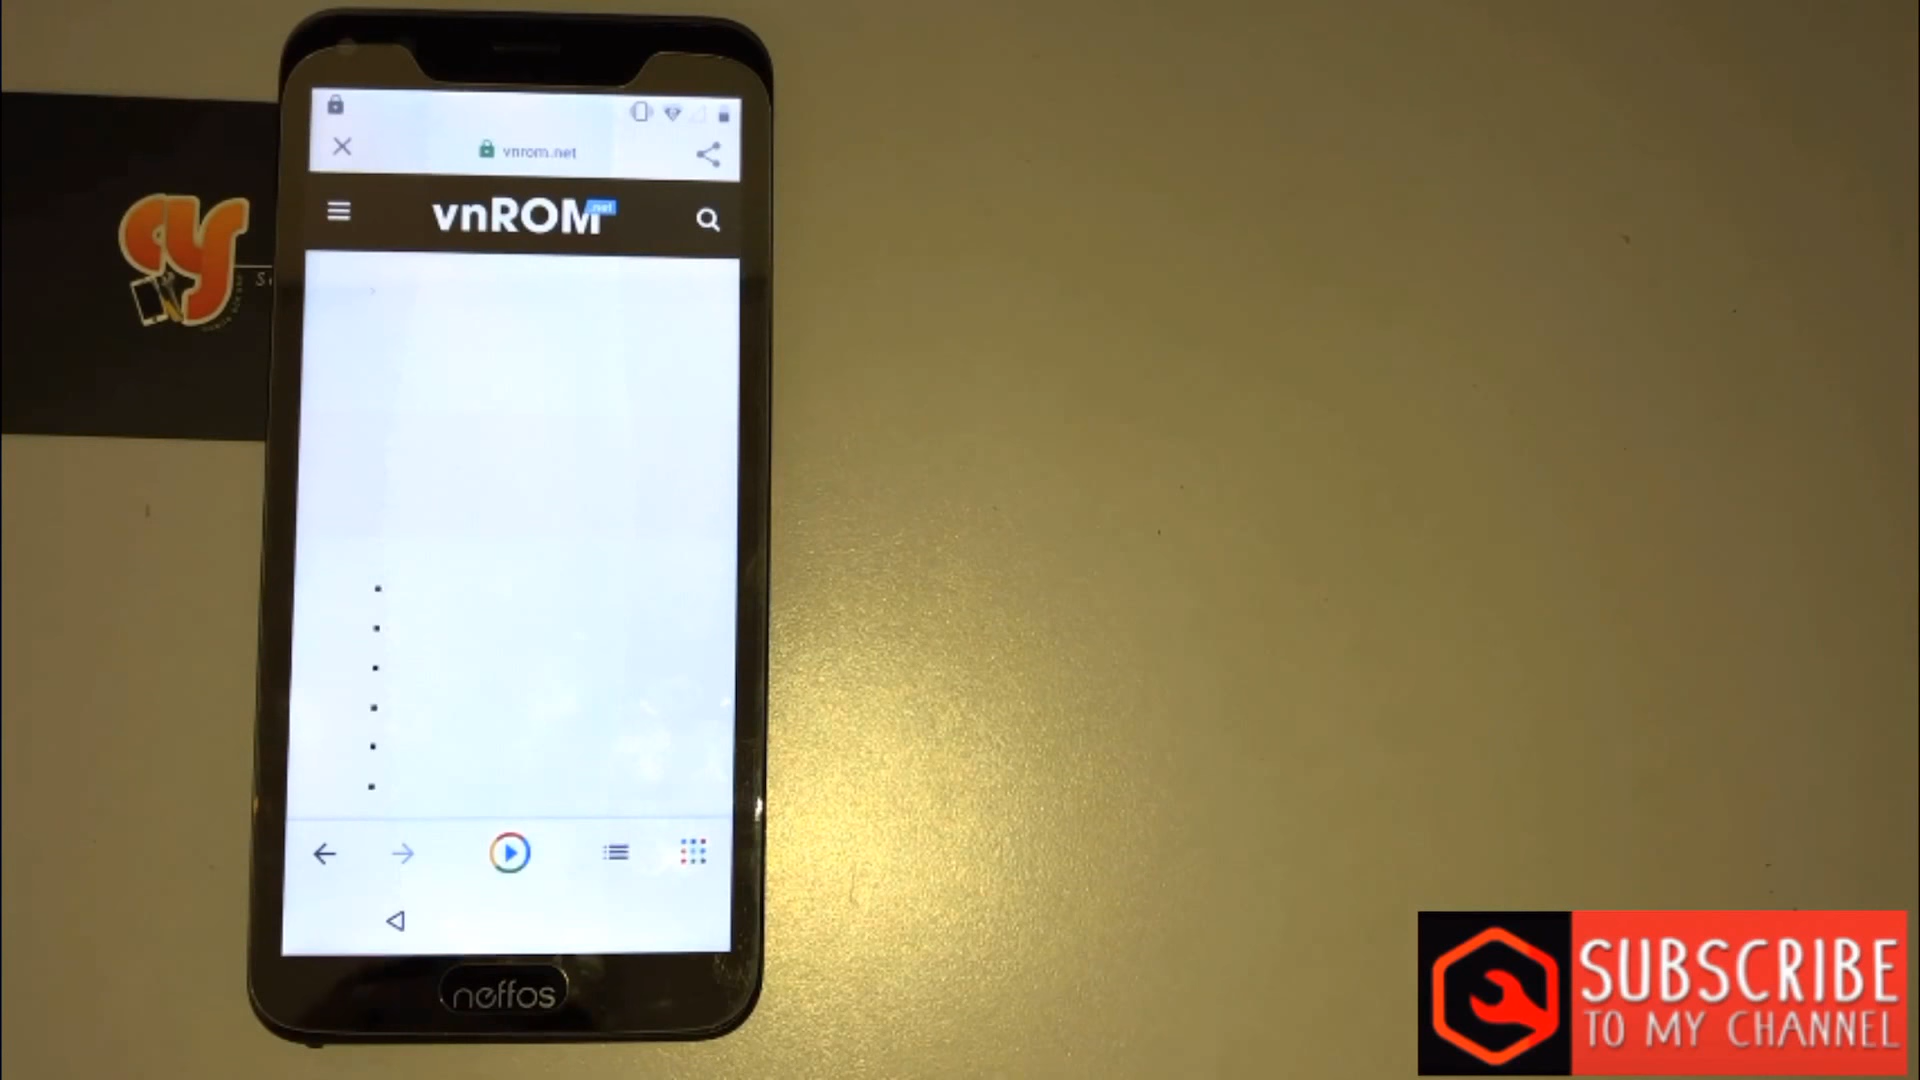 vnrom.net
vnROM
.net
neffos
SUBSCRIBE
TO MY CHANNEL